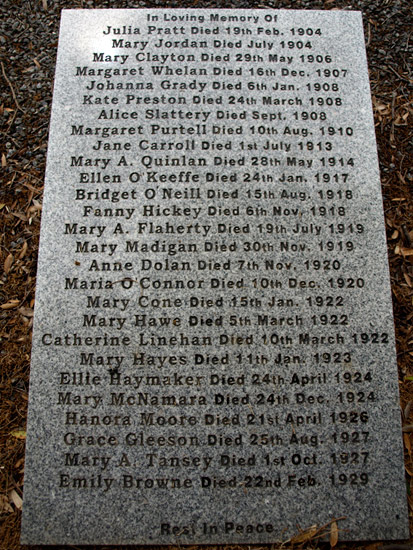 In Loving Memory Of
Julia Pratt Died 19th Feb. 1904
Mary Jordan Died July 1904
Mary Clayton Died 29th May 1906
Margaret Whelan Died 16th Dec. 1907
Johanna Grady Died 6th Jan. 1908
Kate Preston Died 24th March 1908
Alice Slattery Died Sept. 1908
Margaret Purtell Died 10th Aug. 1910
Jane Carroll Died 1st July 1913
Mary A. Quinlan Died 28th May 1914
Ellen O'Keeffe Died 24th Jan. 1917
Bridget O'Neill Died 15th Aug. 1918
Fanny Hickey Died 6th Nov. 1918
Mary A. Flaherty Died 19th July 1919
Mary Madigan Died 30th Nov. 1919
Anne Dolan Died 7th Nov. 1920
Maria O'Connor Died 10th Dec. 1920
Mary Cone Died 15th Jan. 1922
Mary Hawe Died 5th March 1922
Catherine Linehan Died 10th March 1922
Mary Hayes Died 11th Jan. 1923
Ellie Haymaker Died 24th April 1924
Mary McNamara Died 24th Dec. 1924
Hanora Moore Died 21st April 1926
Grace Gleeson Died 25th Aug. 1927
Mary A. Tansey Died 1st Oct. 1927
Emily Browne Died 22nd Feb. 1929
Rest In Peace